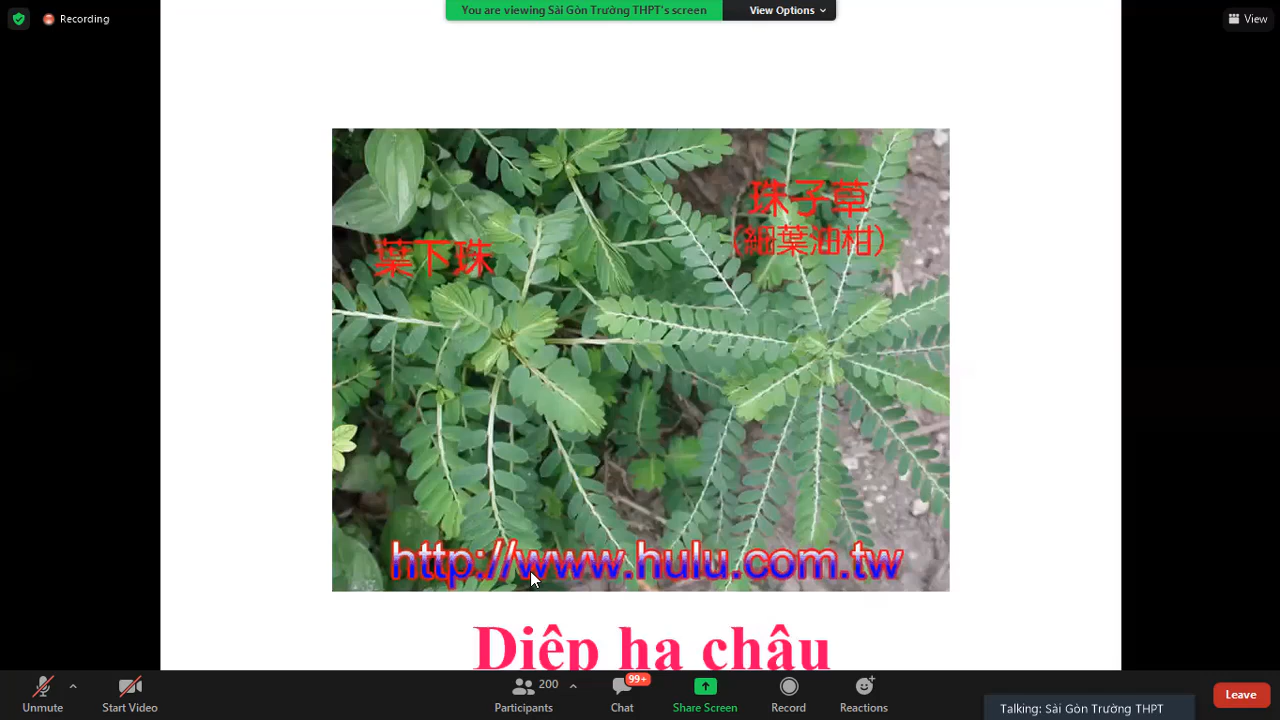 You are viewing Sài Gòn Trường THPT's screen
View Options
Recording
View
珠子草
(細葉油柑)
葉下珠
http://www.hulu.com.tw
Diệp hạ châu
Unmute
Start Video
200
Participants
99+
Chat
Share Screen
Record
Reactions
Talking: Sài Gòn Trường THPT
Leave